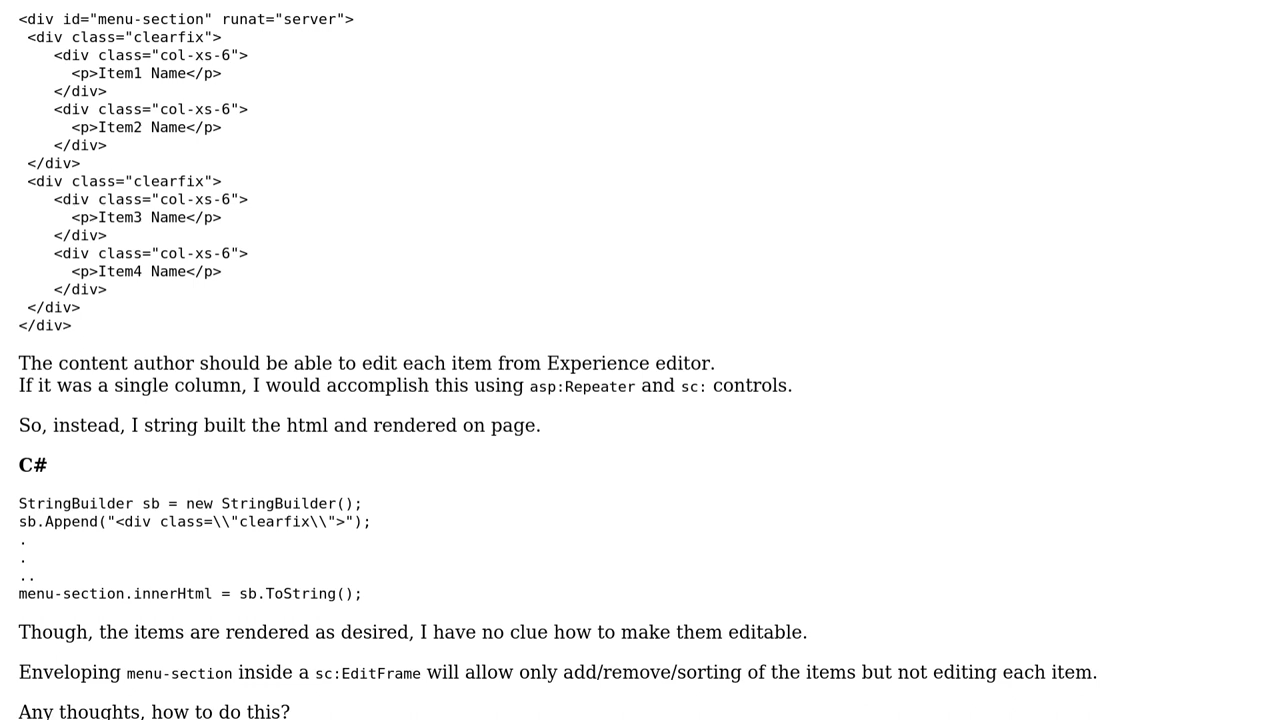 <div id="menu-section" runat="server">
<div class="clearfix">
<div class="col-xs-6">
<p>Item1 Name</p>
</div>
<div class="col-xs-6">
<p>Item2 Name</p>
</div>
</div>
<div class="clearfix">
<div class="col-xs-6">
<p>Item3 Name</p>
</div>
<div class="col-xs-6">
<p>Item4 Name</p>
</div>
</div>
</div>
The content author should be able to edit each item from Experience editor.
If it was a single column, I would accomplish this using asp:Repeater and sc: controls.
So, instead, I string built the html and rendered on page.
C#
StringBuilder sb = new StringBuilder();
sb.Append("<div class=\\"clearfix\\">");
.
.
..
menu-section.innerHtml = sb.ToString();
Though, the items are rendered as desired, I have no clue how to make them editable.
Enveloping menu-section inside a sc:EditFrame will allow only add/remove/sorting of the items but not editing each item.
Any thoughts, how to do this?